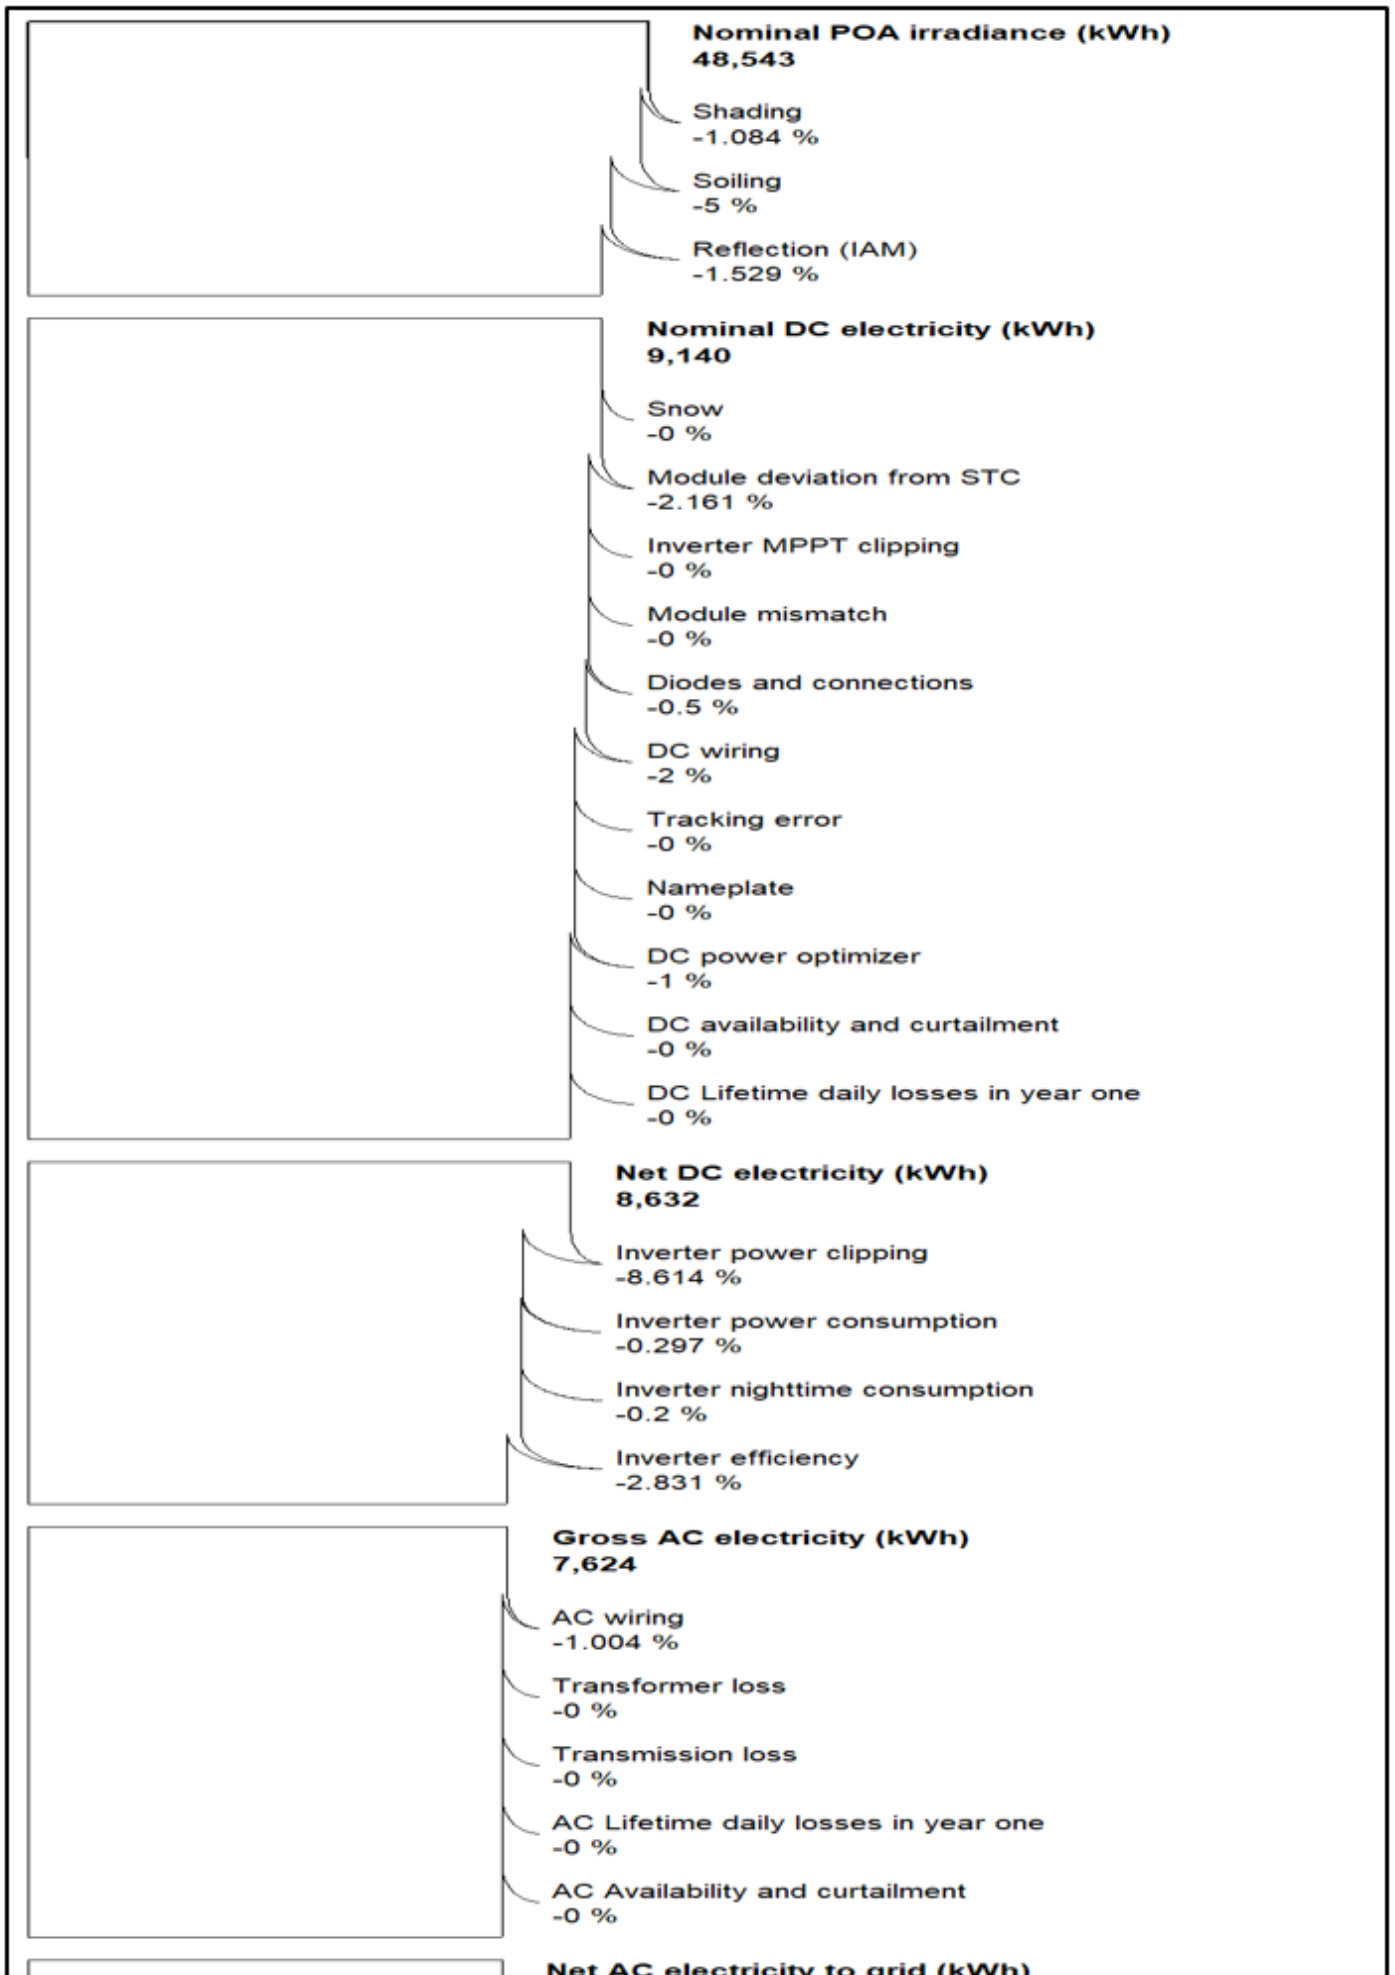 Nominal POA irradiance (kWh)
48,543
Shading
-1.084 %
Soiling
-5 %
Reflection (IAM)
-1.529 %
Nominal DC electricity (kWh)
9,140
Snow
-0 %
Module deviation from STC
-2.161 %
Inverter MPPT clipping
-0 %
Module mismatch
-0 %
Diodes and connections
-0.5 %
DC wiring
-2 %
Tracking error
-0 %
Nameplate
-0 %
DC power optimizer
-1 %
DC availability and curtailment
-0 %
DC Lifetime daily losses in year one
-0 %
Net DC electricity (kWh)
8,632
Inverter power clipping
-8.614 %
Inverter power consumption
-0.297 %
Inverter nighttime consumption
-0.2 %
Inverter efficiency
-2.831 %
Gross AC electricity (kWh)
7,624
AC wiring
-1.004 %
Transformer loss
-0 %
Transmission loss
-0 %
AC Lifetime daily losses in year one
-0 %
AC Availability and curtailment
-0 %
Net AC electricity to grid (kWh)